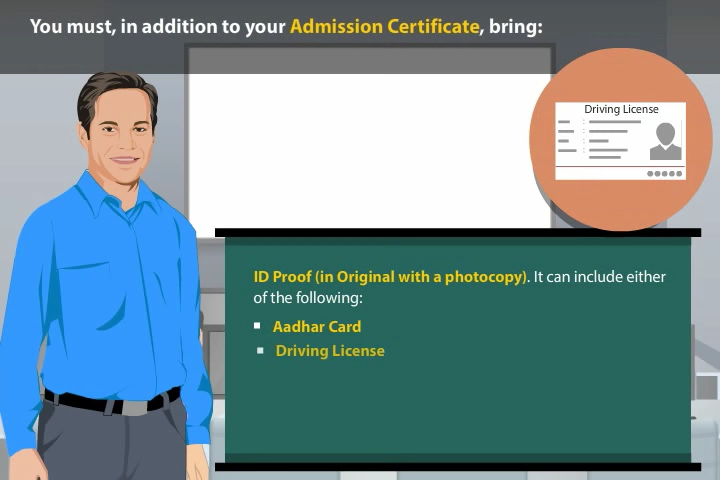 You must, in addition to your Admission Certificate, bring:
Driving License
ID Proof (in Original with a photocopy). It can include either
of the following:
Aadhar Card
Driving License